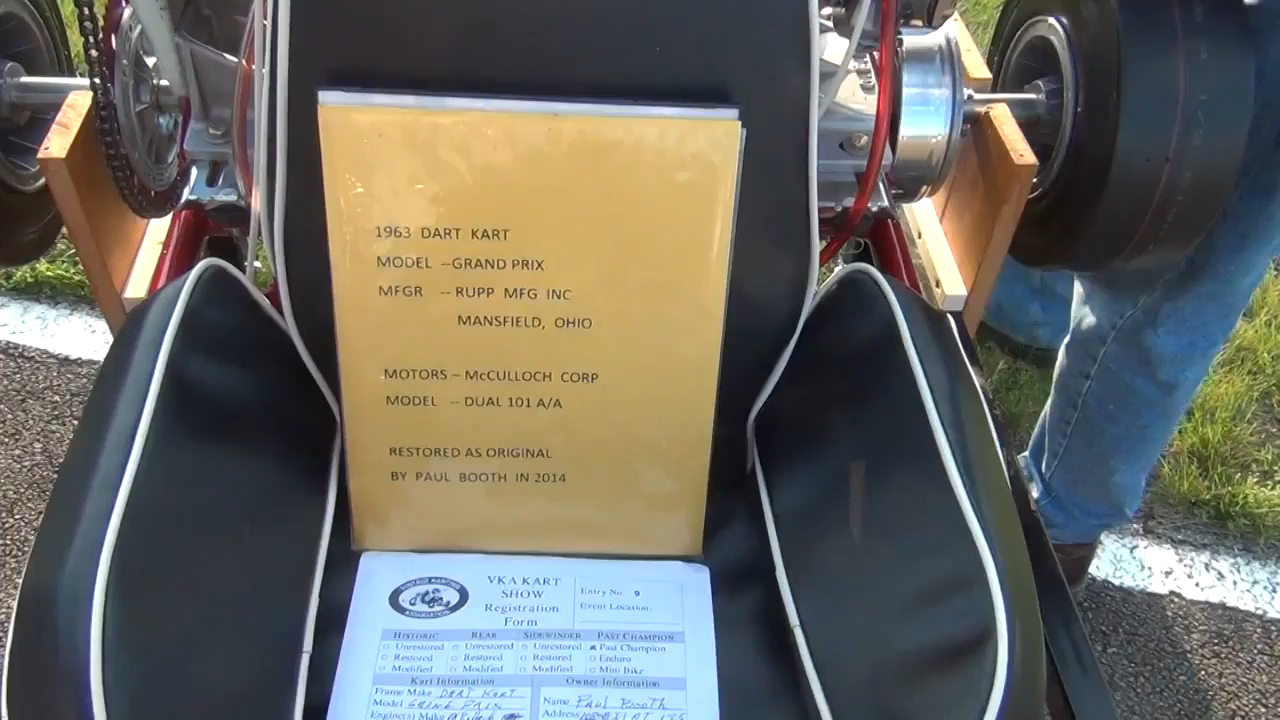 1963 DART KART
MODEL -- GRAND PRIX
MFGR -- RUPP MFG INC
MANSFIELD, OHIO
MOTORS – McCULLOCH CORP
MODEL -- DUAL 101 A/A
RESTORED AS ORIGINAL
BY PAUL BOOTH IN 2014
VINTAGE KARTING
ASSOCIATION
VKA KART
SHOW
Registration
Form
Entry No. 9
Event Location:
HISTORIC REAR SIDEWINDER PAST CHAMPION
Unrestored Unrestored Unrestored Past Champion
Restored Restored Restored Enduro
Modified Modified Modified Mini Bike
Kart Information Owner Information
Frame Make DART KART Name PAUL BOOTH
Model GRAND PRIX Address
Engine(s) Make